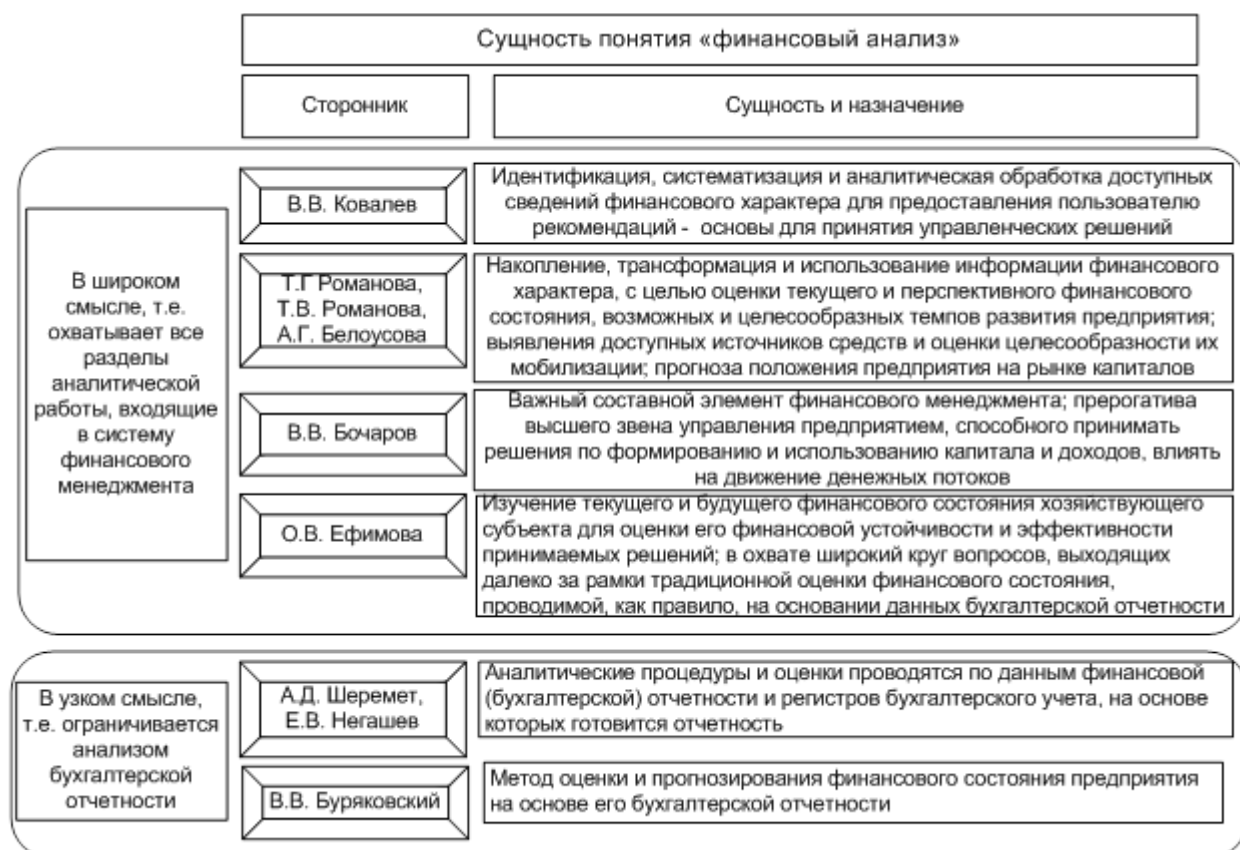 Сущность понятия «финансовый анализ»
Сторонник
Сущность и назначение
В широком
смысле, т.е.
охватывает все
разделы
аналитической
работы, входящие
в систему
финансового
менеджмента
В.В. Ковалев
Идентификация, систематизация и аналитическая обработка доступных
сведений финансового характера для предоставления пользователю
рекомендаций - основы для принятия управленческих решений
Т.Г Романова,
Т.В. Романова,
А.Г. Белоусова
Накопление, трансформация и использование информации финансового
характера, с целью оценки текущего и перспективного финансового
состояния, возможных и целесообразных темпов развития предприятия;
выявления доступных источников средств и оценки целесообразности их
мобилизации; прогноза положения предприятия на рынке капиталов
В.В. Бочаров
Важный составной элемент финансового менеджмента; прерогатива
высшего звена управления предприятием, способного принимать
решения по формированию и использованию капитала и доходов, влиять
на движение денежных потоков
О.В. Ефимова
Изучение текущего и будущего финансового состояния хозяйствующего
субъекта для оценки его финансовой устойчивости и эффективности
принимаемых решений; в охвате широкий круг вопросов, выходящих
далеко за рамки традиционной оценки финансового состояния,
проводимой, как правило, на основании данных бухгалтерской отчетности
В узком смысле,
т.е. ограничивается
анализом
бухгалтерской
отчетности
А.Д. Шеремет,
Е.В. Негашев
Аналитические процедуры и оценки проводятся по данным финансовой
(бухгалтерской) отчетности и регистров бухгалтерского учета, на основе
которых готовится отчетность
В.В. Буряковский
Метод оценки и прогнозирования финансового состояния предприятия
на основе его бухгалтерской отчетности